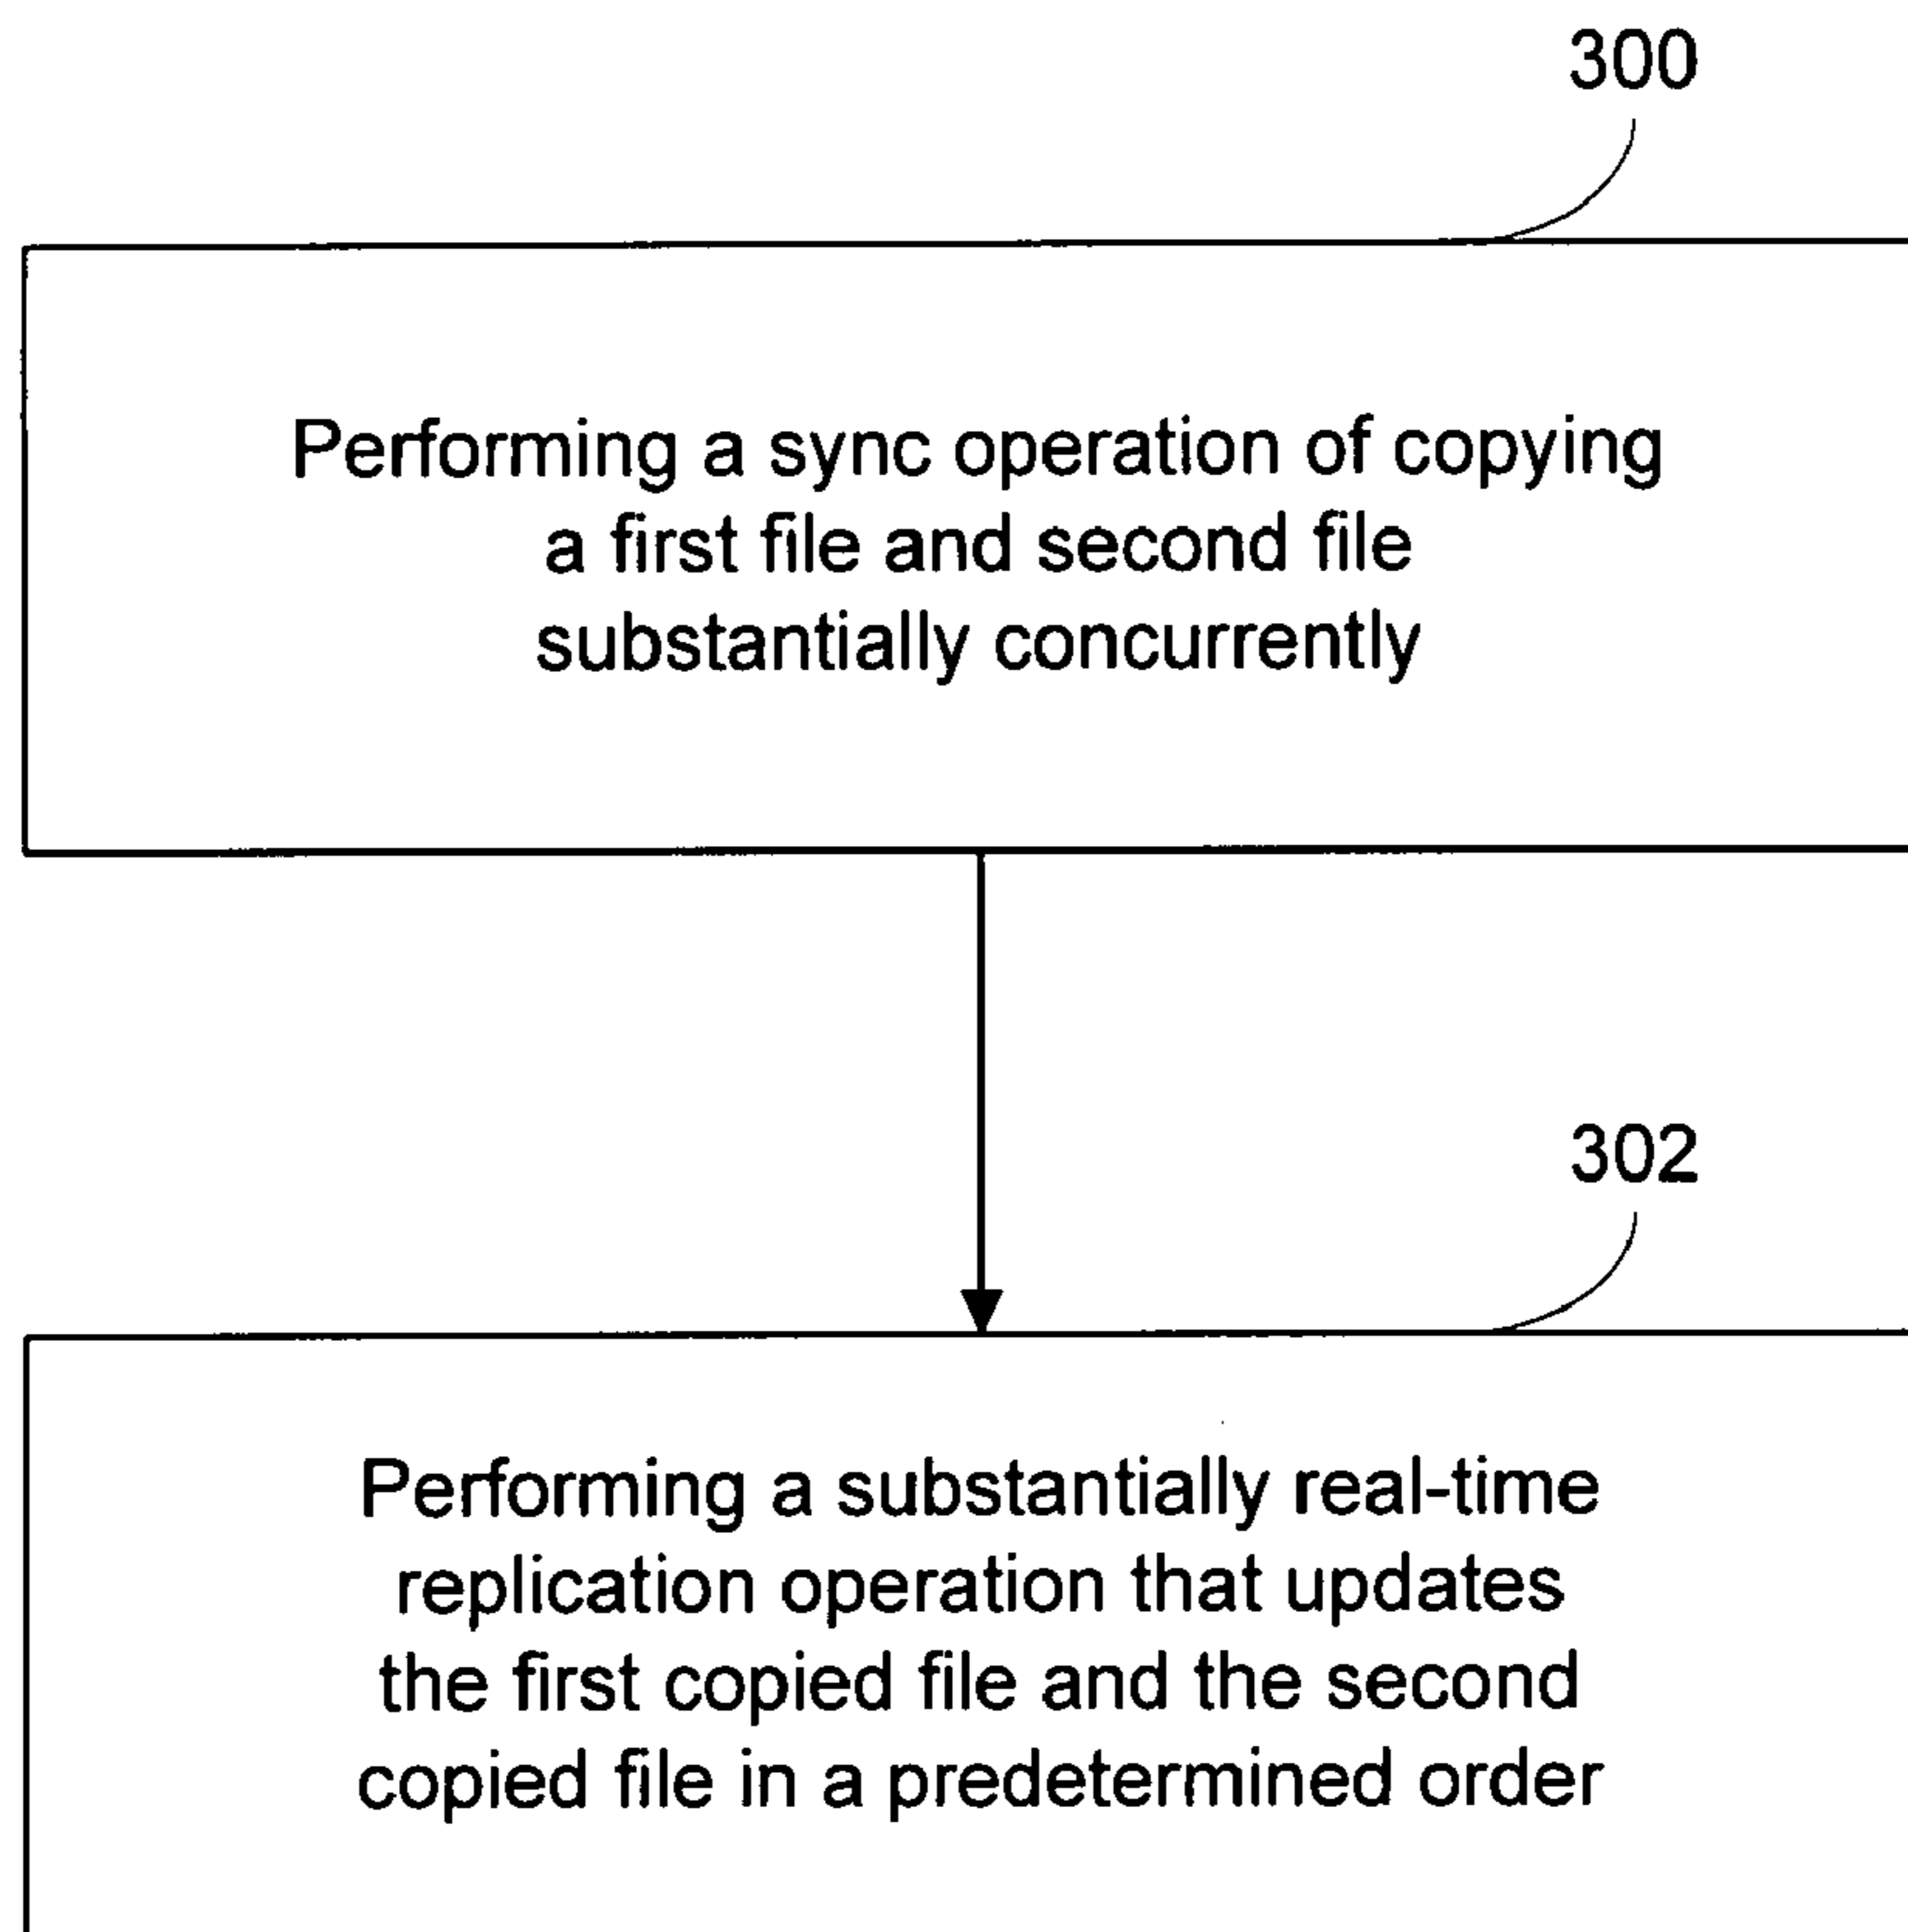 300
Performing a sync operation of copying
a first file and second file
substantially concurrently
302
Performing a substantially real-time
replication operation that updates
the first copied file and the second
copied file in a predetermined order